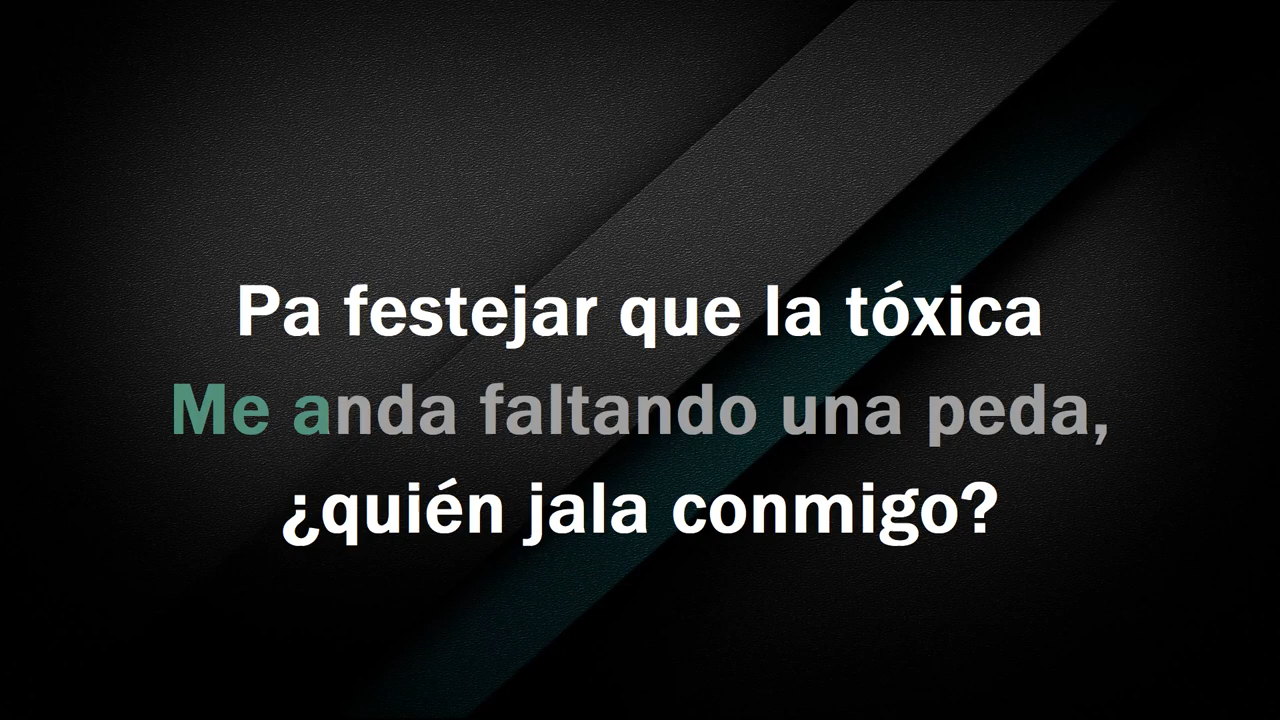 Pa festejar que la tóxica
Me anda faltando una peda,
¿quién jala conmigo?